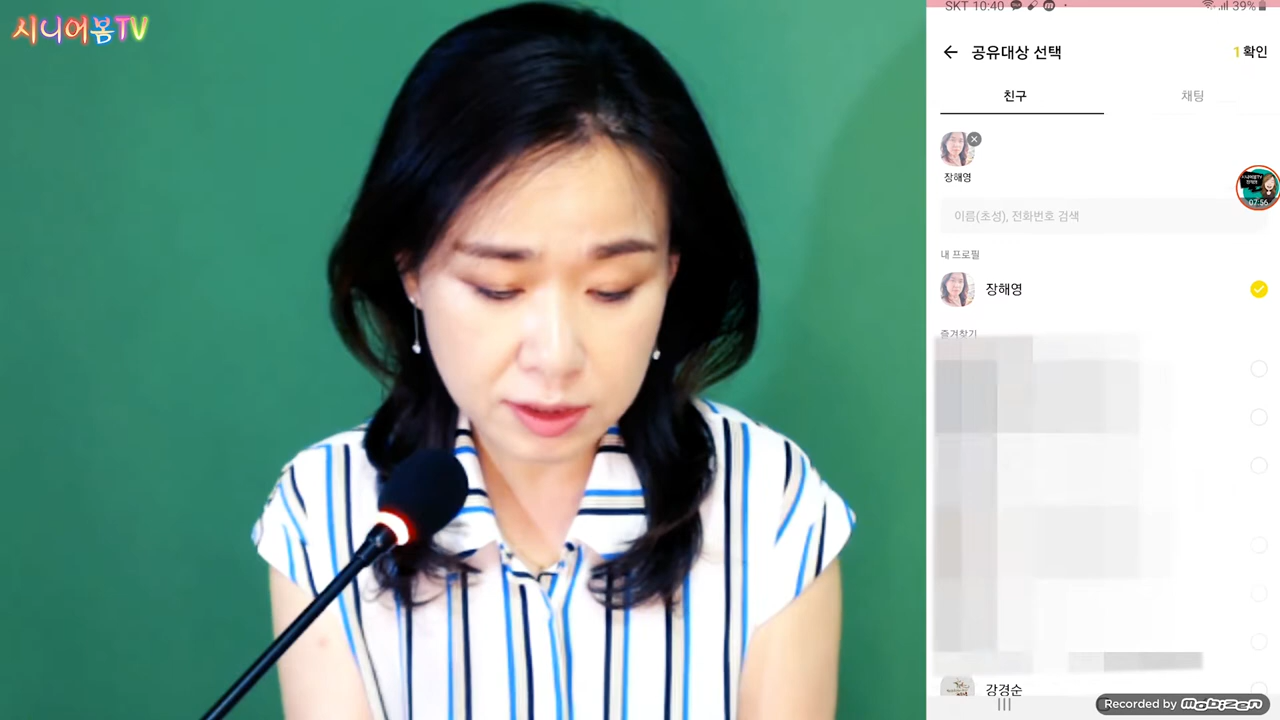 시니어봄TV
SKT 10:40
39%
공유대상 선택
1 확인
친구
채팅
장해영
07:56
이름(초성), 전화번호 검색
내 프로필
장해영
즐겨찾기
강경순
Recorded by mobizen